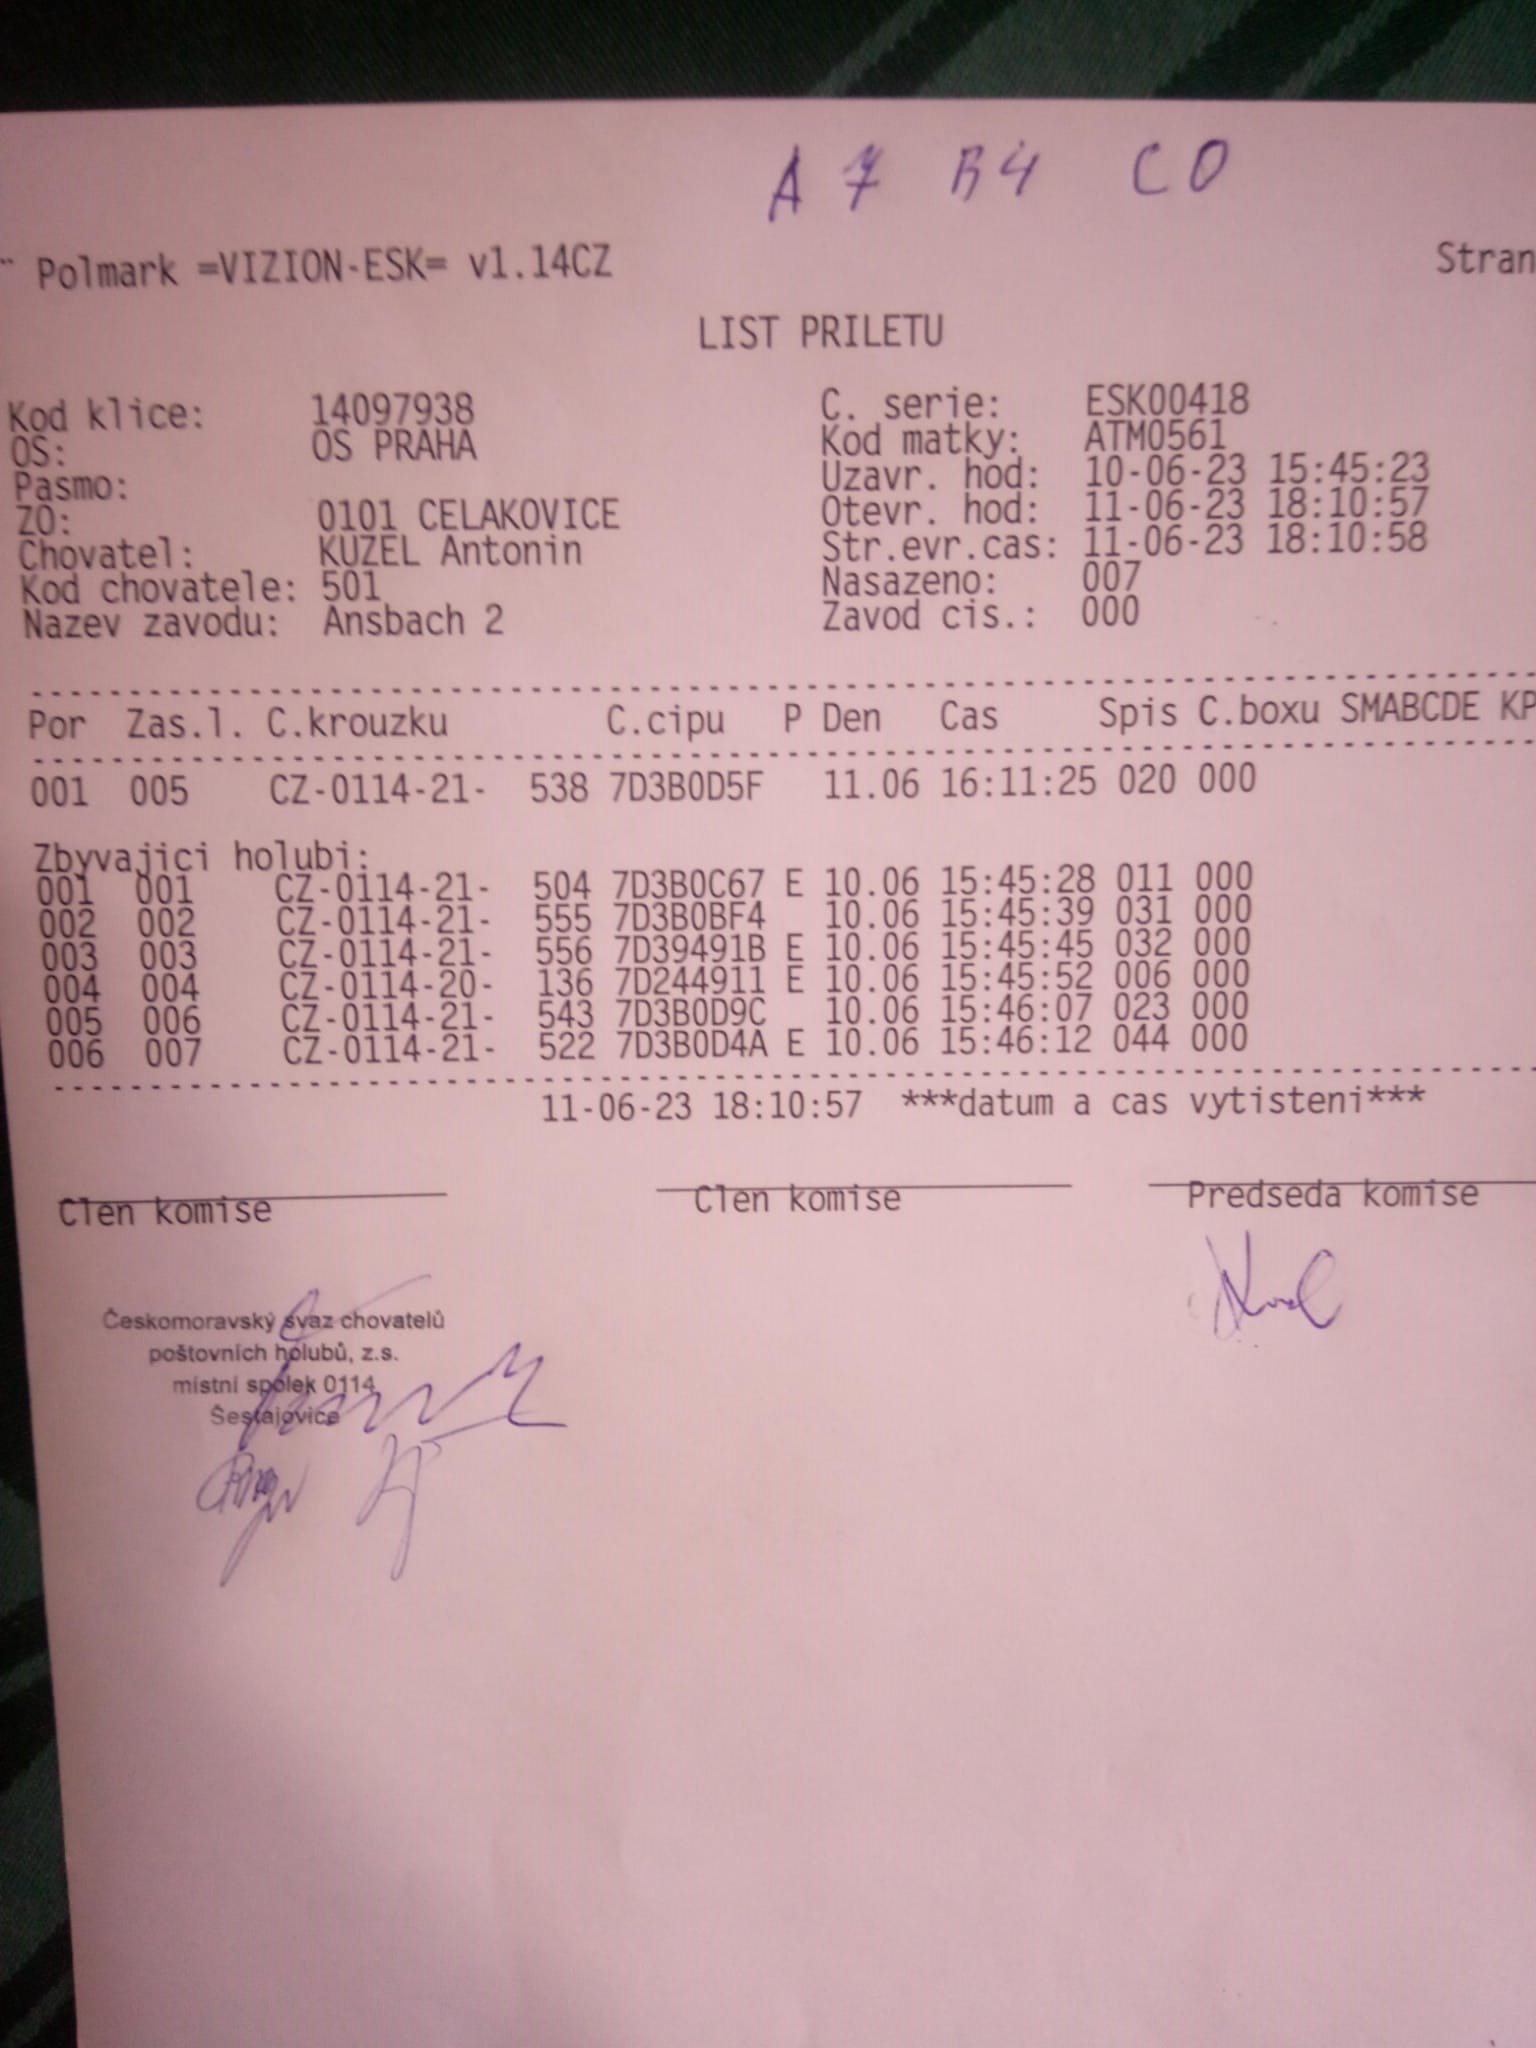 A 7 B4 C0
¨ Polmark =VIZION-ESK= v1.14CZ Stran
LIST PRILETU
Kod klice: 14097938 C. serie: ESK00418
OS: OS PRAHA Kod matky: ATM0561
Pasmo: Uzavr. hod: 10-06-23 15:45:23
ZO: 0101 CELAKOVICE Otevr. hod: 11-06-23 18:10:57
Chovatel: KUZEL Antonin Str.evr.cas: 11-06-23 18:10:58
Kod chovatele: 501 Nasazeno: 007
Nazev zavodu: Ansbach 2 Zavod cis.: 000
Por Zas.l. C.krouzku C.cipu P Den Cas Spis C.boxu SMABCDE KP
001 005 CZ-0114-21- 538 7D3B0D5F 11.06 16:11:25 020 000
Zbyvajici holubi:
001 001 CZ-0114-21- 504 7D3B0C67 E 10.06 15:45:28 011 000
002 002 CZ-0114-21- 555 7D3B0BF4 10.06 15:45:39 031 000
003 003 CZ-0114-21- 556 7D39491B E 10.06 15:45:45 032 000
004 004 CZ-0114-20- 136 7D244911 E 10.06 15:45:52 006 000
005 006 CZ-0114-21- 543 7D3B0D9C 10.06 15:46:07 023 000
006 007 CZ-0114-21- 522 7D3B0D4A E 10.06 15:46:12 044 000
11-06-23 18:10:57 ***datum a cas vytisteni***
Clen komise Clen komise Predseda komise
Českomoravský svaz chovatelů
poštovních holubů, z.s.
místní spolek 0114
Šestajovice